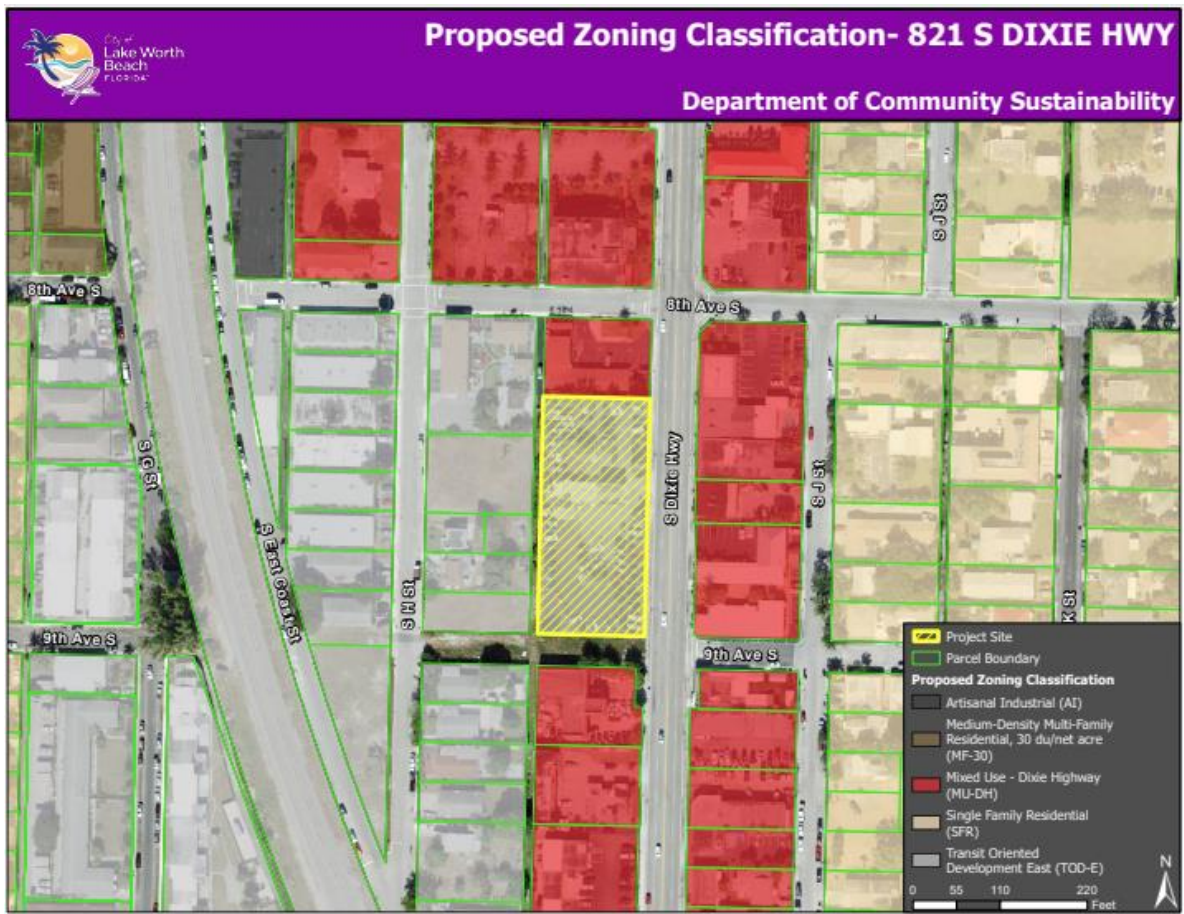 City of
Lake Worth
Beach
FLORIDA
Proposed Zoning Classification- 821 S DIXIE HWY
Department of Community Sustainability
S J St
8th Ave S
8th Ave S
S G St
S Dixie Hwy
S J St
S East Coast St
S H St
K St
9th Ave S
9th Ave S
Project Site
Parcel Boundary
Proposed Zoning Classification
Artisanal Industrial (AI)
Medium-Density Multi-Family
Residential, 30 du/net acre
(MF-30)
Mixed Use - Dixie Highway
(MU-DH)
Single Family Residential
(SFR)
Transit Oriented
Development East (TOD-E)
N
0 55 110 220
Feet